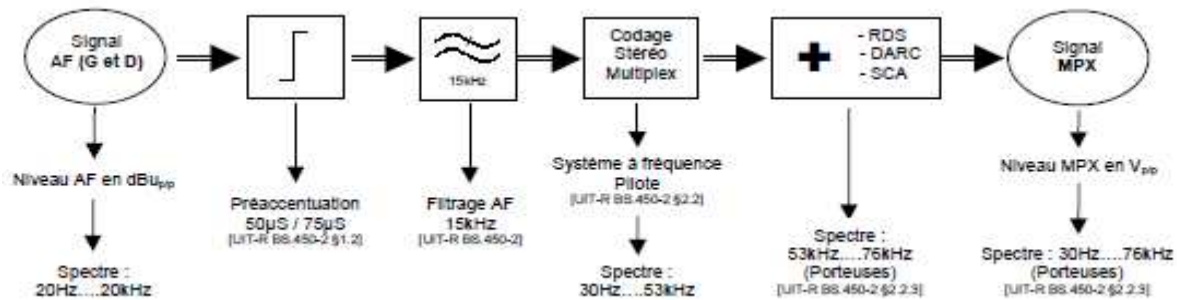 Signal
AF (G et D)
15kHz
Codage
Stéréo
Multiplex
- RDS
- DARC
- SCA
Signal
MPX
Niveau AF en dBup/p
Spectre :
20Hz....20kHz
Préaccentuation
50µS / 75µS
[UIT-R BS.450-2 §1.2]
Filtrage AF
15kHz
[UIT-R BS.450-2]
Système à fréquence
Pilote
[UIT-R BS.450-2 §2.2]
Spectre :
30Hz....53kHz
Spectre :
53kHz....76kHz
(Porteuses)
[UIT-R BS.450-2 §2.2.3]
Niveau MPX en Vp/p
Spectre : 30Hz....76kHz
(Porteuses)
[UIT-R BS.450-2 §2.2.3]